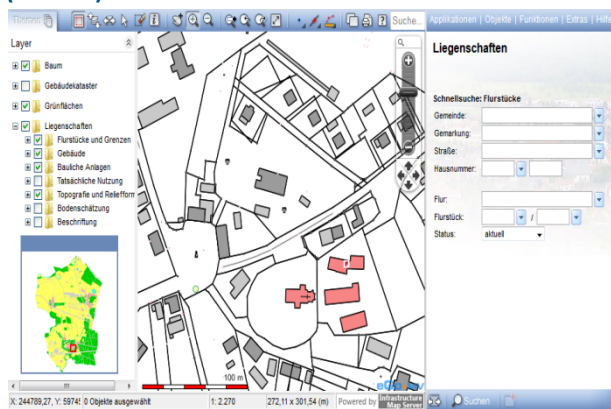 Themen
Suche...
Applikationen | Objekte | Funktionen | Extras | Hilfe
Layer
Baum
Gebäudekataster
Grünflächen
Liegenschaften
Flurstücke und Grenzen
Gebäude
Bauliche Anlagen
Tatsächliche Nutzung
Topografie und Reliefform
Bodenschätzung
Beschriftung
100 m
Liegenschaften
Schnellsuche: Flurstücke
Gemeinde:
Gemarkung:
Straße:
Hausnummer:
Flur:
Flurstück: /
Status: aktuell
X: 244789,27, Y: 5974 0 Objekte ausgewählt 1: 2.270 272,11 x 301,54 (m) Powered by Infrastructure Map Server
Suchen